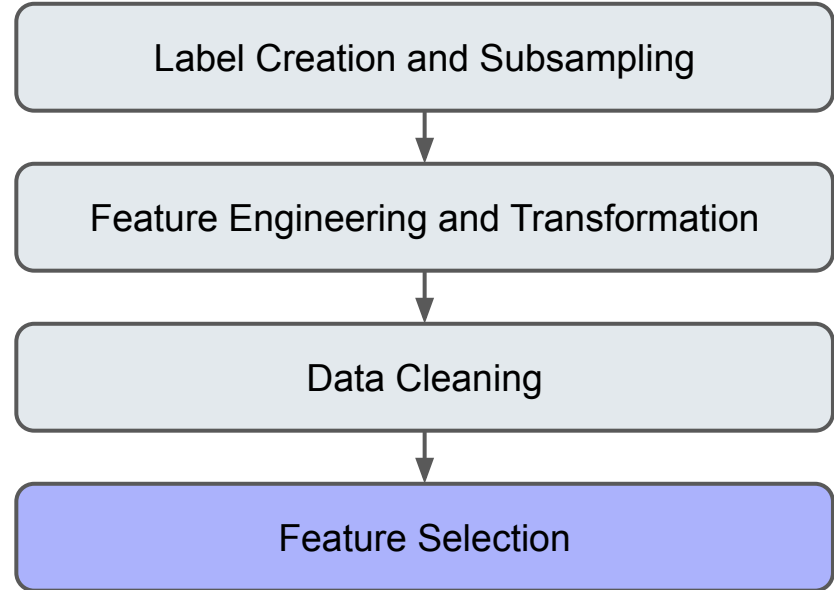 Label Creation and Subsampling
Feature Engineering and Transformation
Data Cleaning
Feature Selection